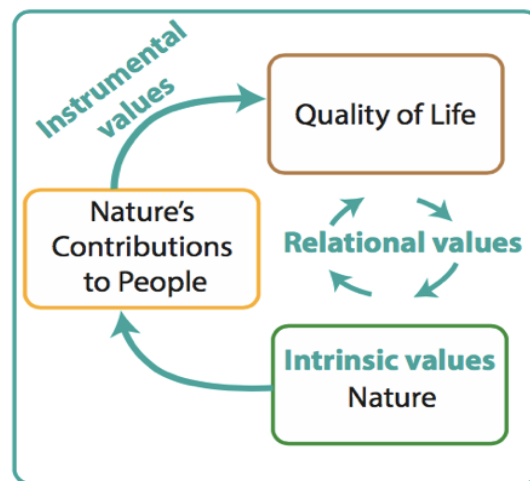 Instrumental
values
Quality of Life
Nature's
Contributions
to People
Relational values
Intrinsic values
Nature